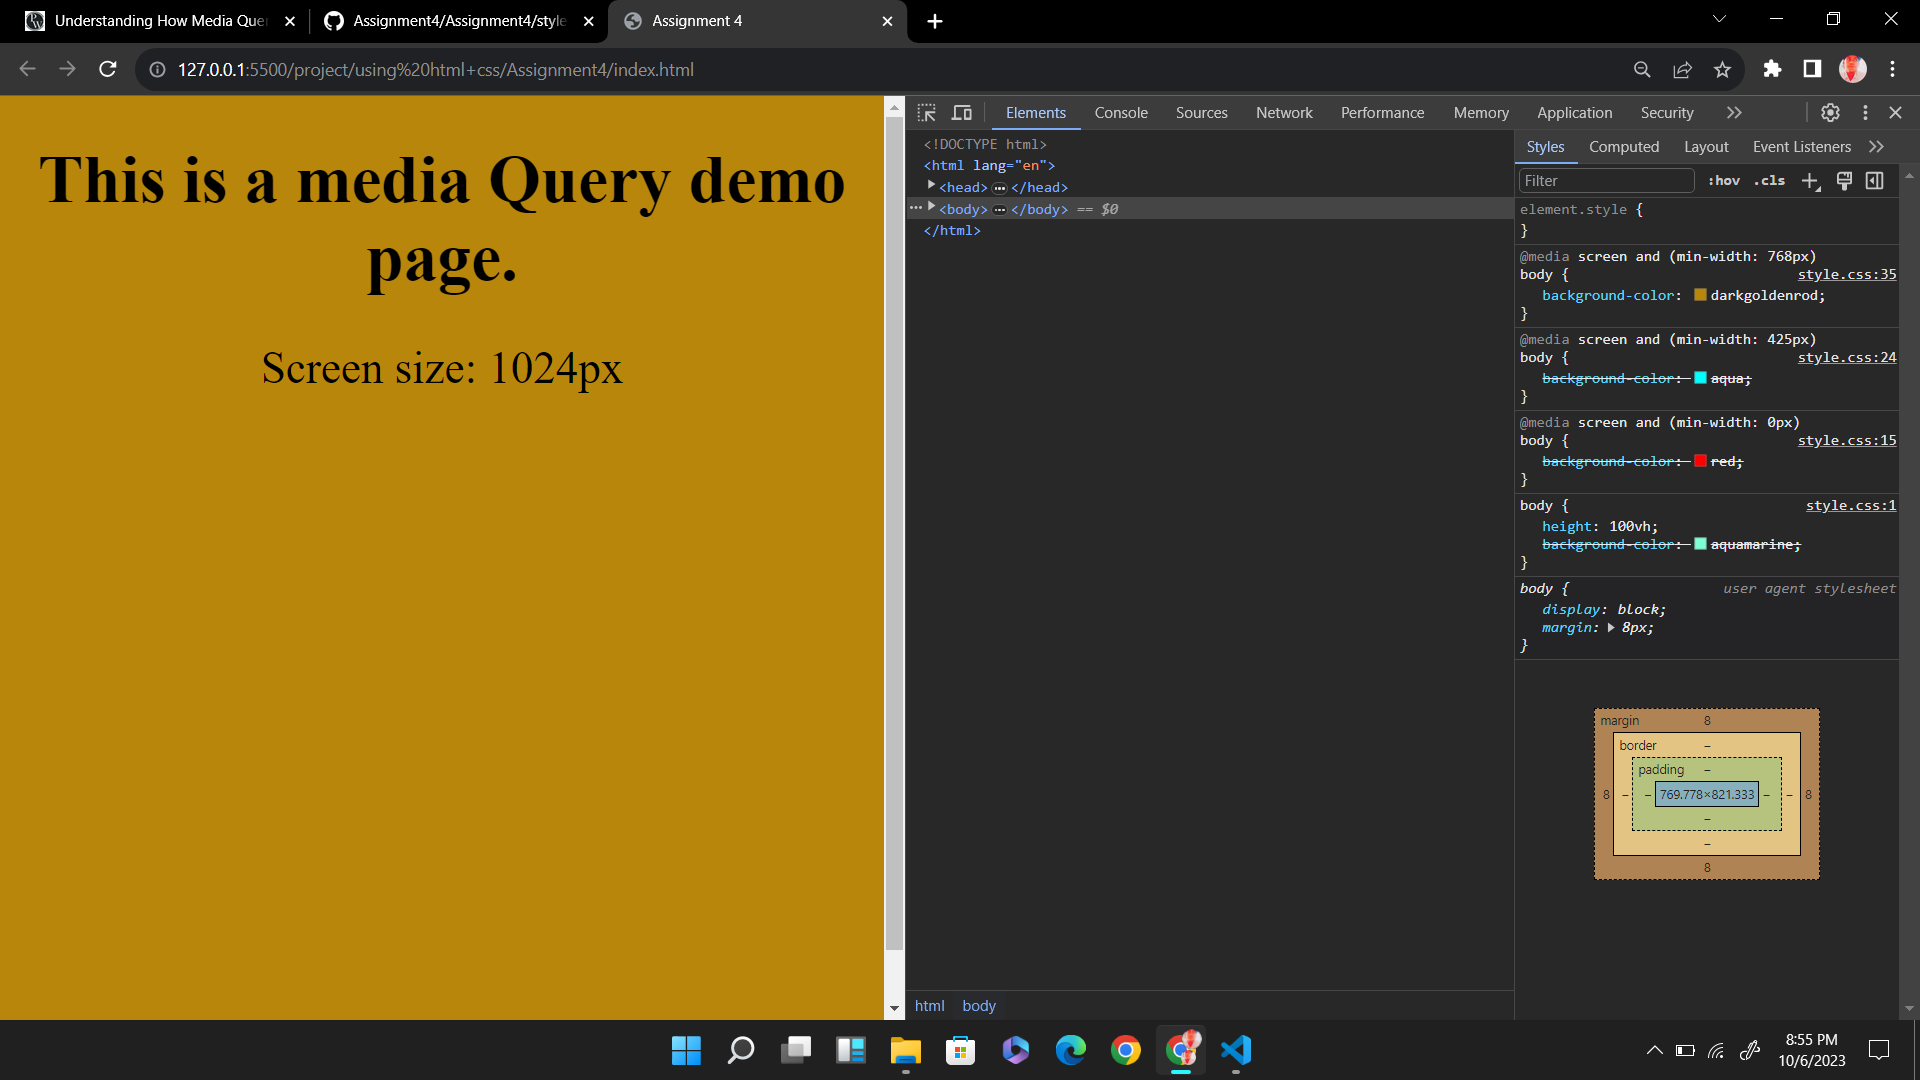 Understanding How Media Que
Assignment4/Assignment4/style
Assignment 4
127.0.0.1:5500/project/using%20html+css/Assignment4/index.html
This is a media Query demo
page.
Screen size: 1024px
Elements Console Sources Network Performance Memory Application Security
<!DOCTYPE html>
<html lang="en">
<head> … </head>
… <body> … </body> == $0
</html>
html body
Styles Computed Layout Event Listeners
Filter :hov .cls
element.style {
}
@media screen and (min-width: 768px)
body { style.css:35
background-color: darkgoldenrod;
}
@media screen and (min-width: 425px)
body { style.css:24
background-color: aqua;
}
@media screen and (min-width: 0px)
body { style.css:15
background-color: red;
}
body { style.css:1
height: 100vh;
background-color: aquamarine;
}
body { user agent stylesheet
display: block;
margin: 8px;
}
margin 8
border –
padding –
8 – – 769.778×821.333 – – 8
–
–
8
8:55 PM
10/6/2023